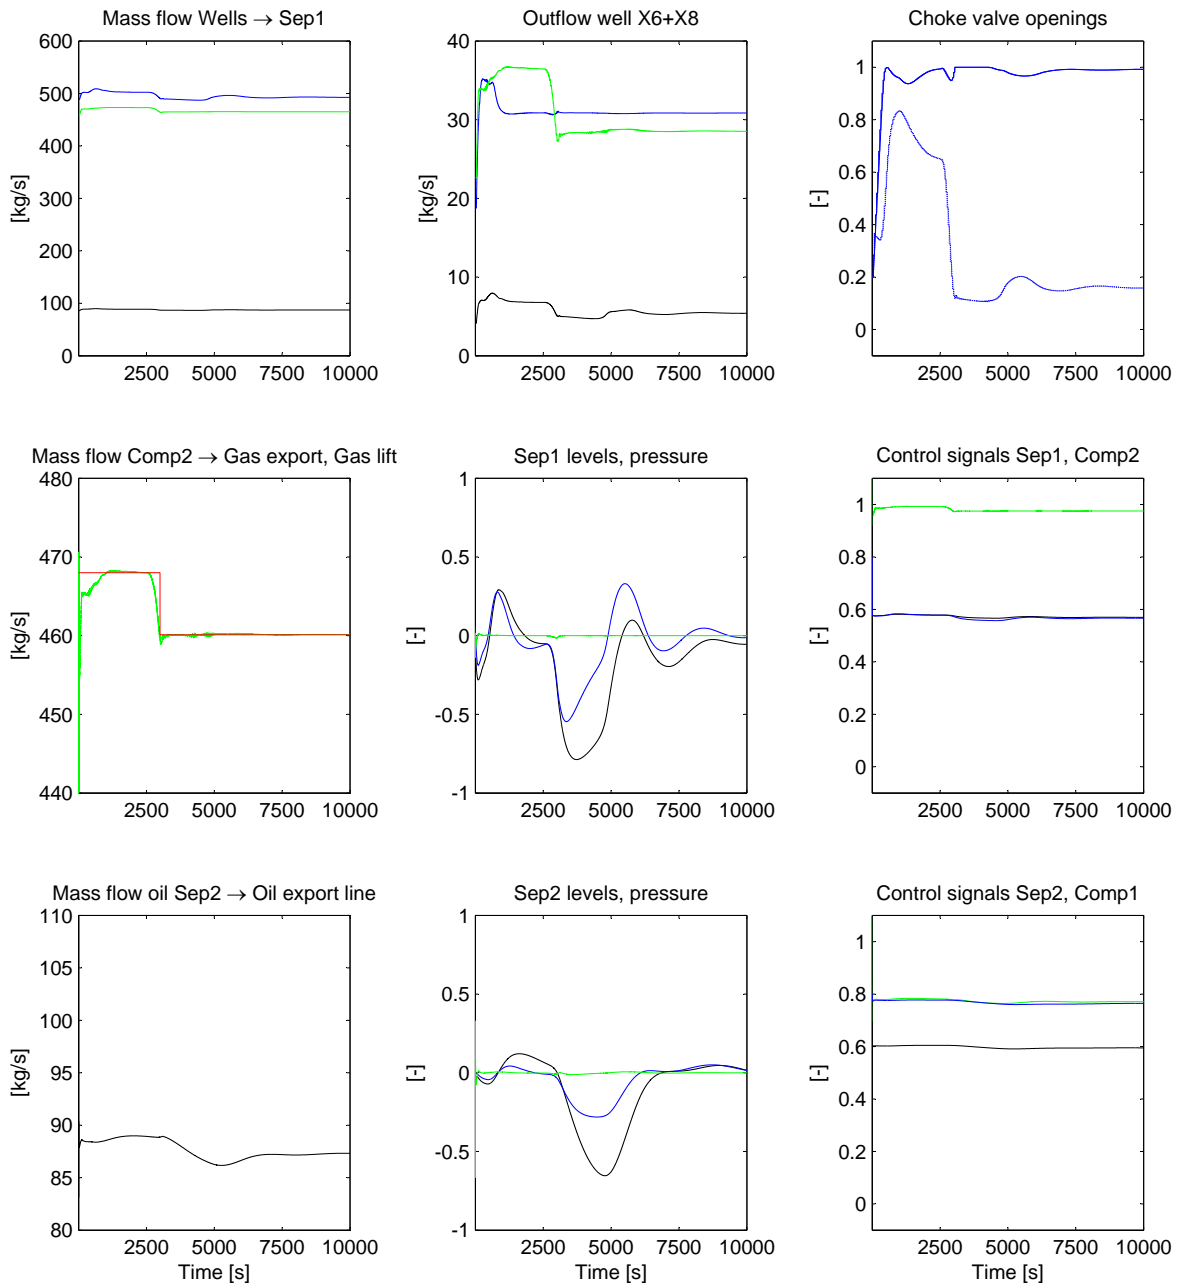 Mass flow Wells → Sep1
600
500
400
300
200
100
0
[kg/s]
2500 5000 7500 10000
Outflow well X6+X8
40
30
20
10
0
[kg/s]
2500 5000 7500 10000
Choke valve openings
1
0.8
0.6
0.4
0.2
0
[-]
2500 5000 7500 10000
Mass flow Comp2 → Gas export, Gas lift
480
470
460
450
440
[kg/s]
2500 5000 7500 10000
Sep1 levels, pressure
1
0.5
0
-0.5
-1
[-]
2500 5000 7500 10000
Control signals Sep1, Comp2
1
0.8
0.6
0.4
0.2
0
[-]
2500 5000 7500 10000
Mass flow oil Sep2 → Oil export line
110
105
100
95
90
85
80
[kg/s]
2500 5000 7500 10000
Time [s]
Sep2 levels, pressure
1
0.5
0
-0.5
-1
[-]
2500 5000 7500 10000
Time [s]
Control signals Sep2, Comp1
1
0.8
0.6
0.4
0.2
0
[-]
2500 5000 7500 10000
Time [s]